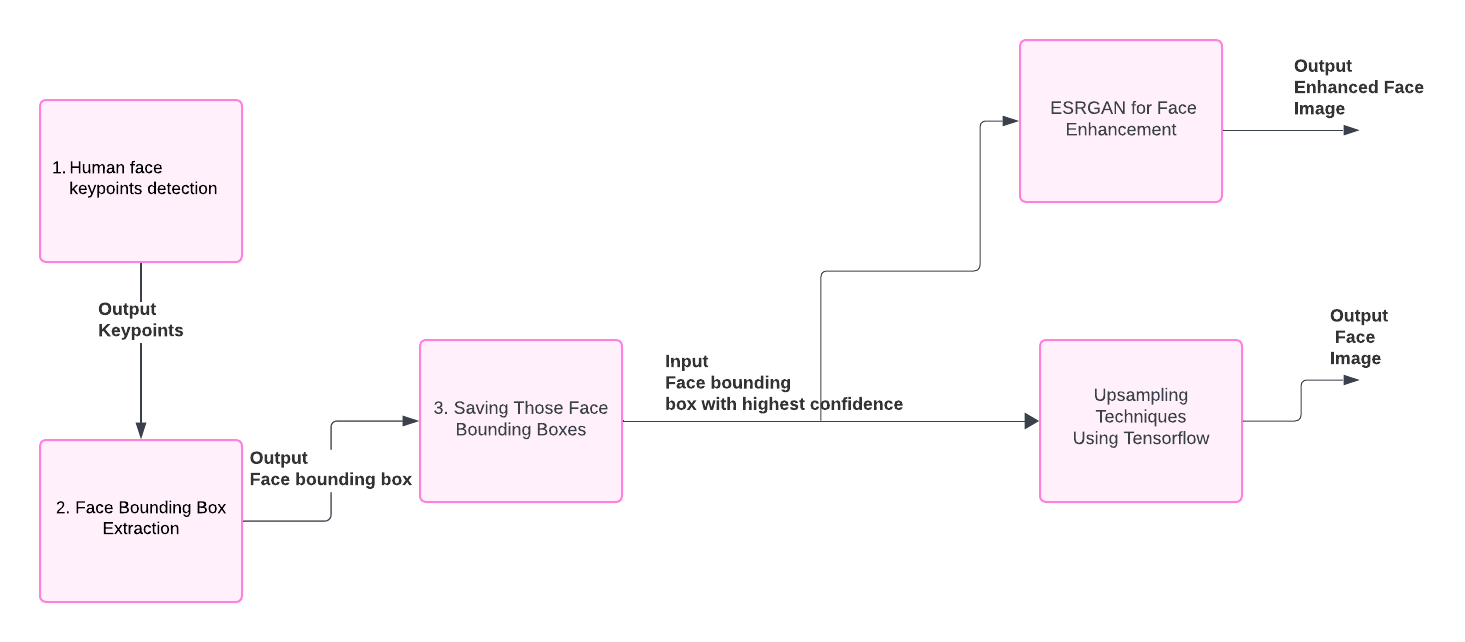 1. Human face
keypoints detection
Output
Keypoints
2. Face Bounding Box
Extraction
Output
Face bounding box
3. Saving Those Face
Bounding Boxes
Input
Face bounding
box with highest confidence
ESRGAN for Face
Enhancement
Output
Enhanced Face
Image
Upsampling
Techniques
Using Tensorflow
Output
Face
Image